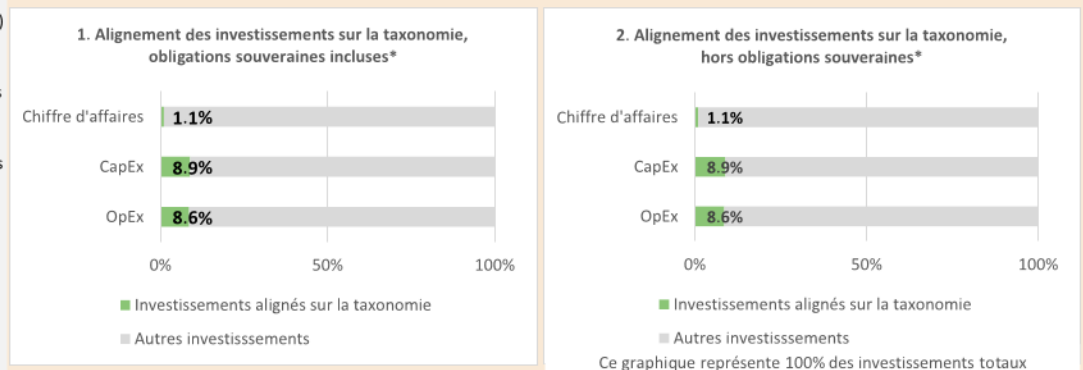 1. Alignement des investissements sur la taxonomie,
obligations souveraines incluses*
Chiffre d'affaires
1.1%
CapEx
8.9%
OpEx
8.6%
0%
50%
100%
Investissements alignés sur la taxonomie
Autres investisssements
2. Alignement des investissements sur la taxonomie,
hors obligations souveraines*
Chiffre d'affaires
1.1%
CapEx
8.9%
OpEx
8.6%
0%
50%
100%
Investissements alignés sur la taxonomie
Autres investisssements
Ce graphique représente 100% des investissements totaux